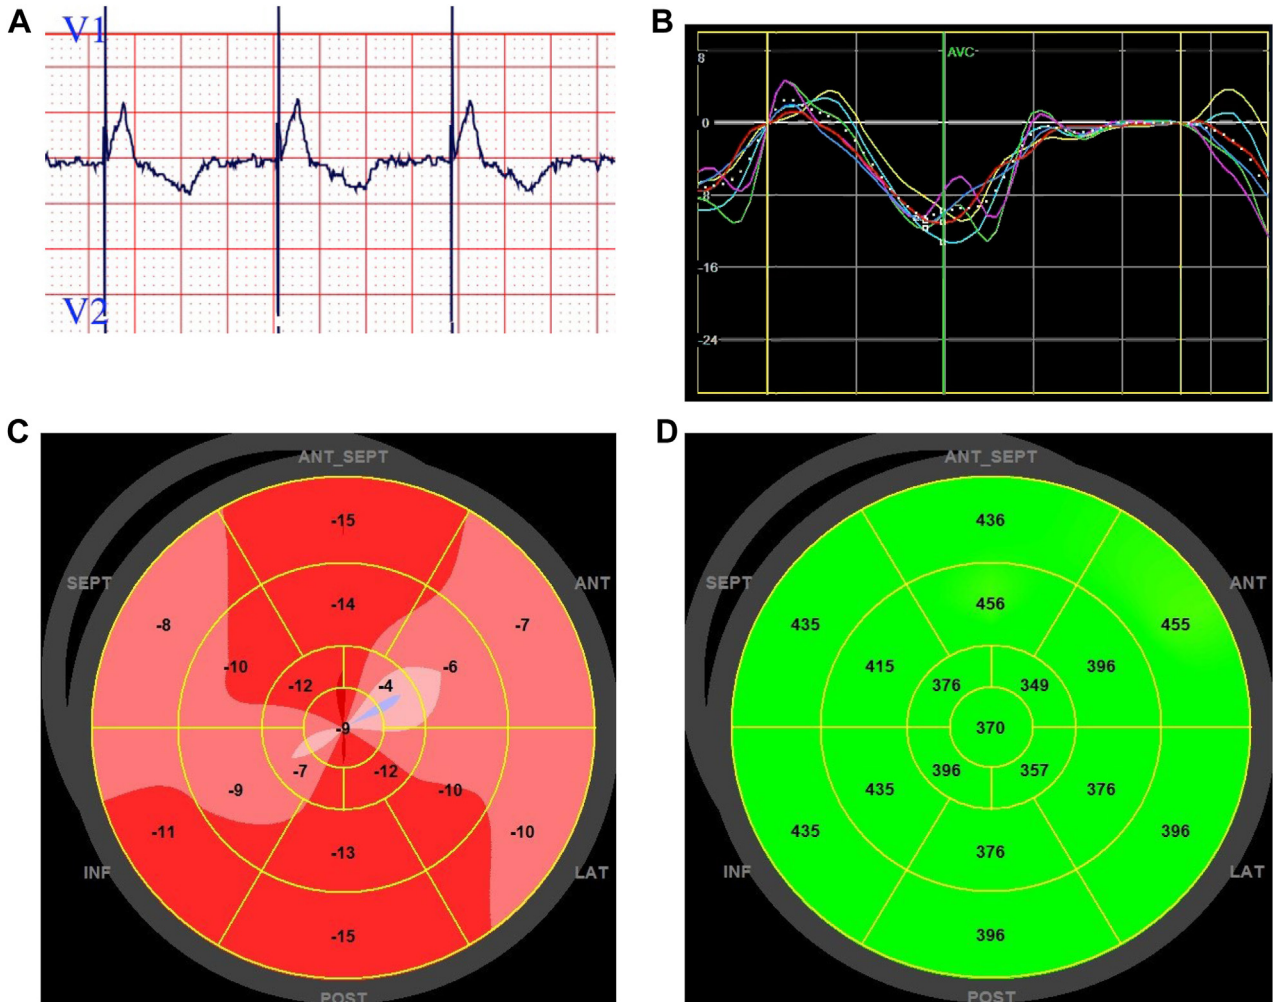 A
V1
V2
B
AVC
8
0
-8
-16
-24
C
ANT_SEPT
SEPT
ANT
-15
-14
-8
-7
-10
-6
-12
-4
-9
-7
-12
-9
-10
-11
-10
-13
-15
INF
LAT
POST
D
ANT_SEPT
SEPT
ANT
436
456
435
455
415
396
376
349
370
396
357
435
376
435
396
376
396
INF
LAT
POST